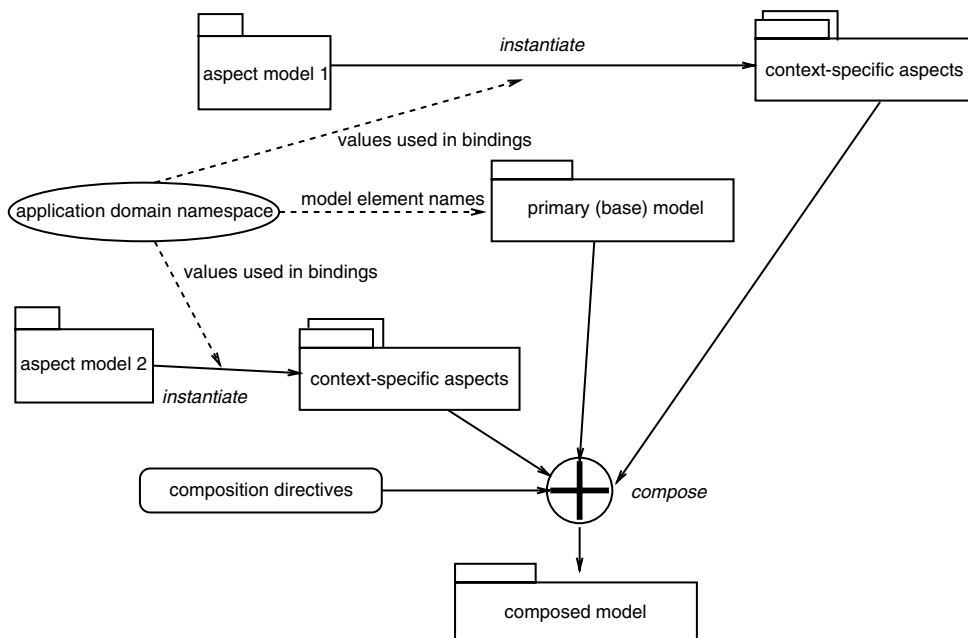 instantiate
aspect model 1
context-specific aspects
values used in bindings
application domain namespace
model element names
primary (base) model
values used in bindings
aspect model 2
instantiate
context-specific aspects
composition directives
compose
composed model